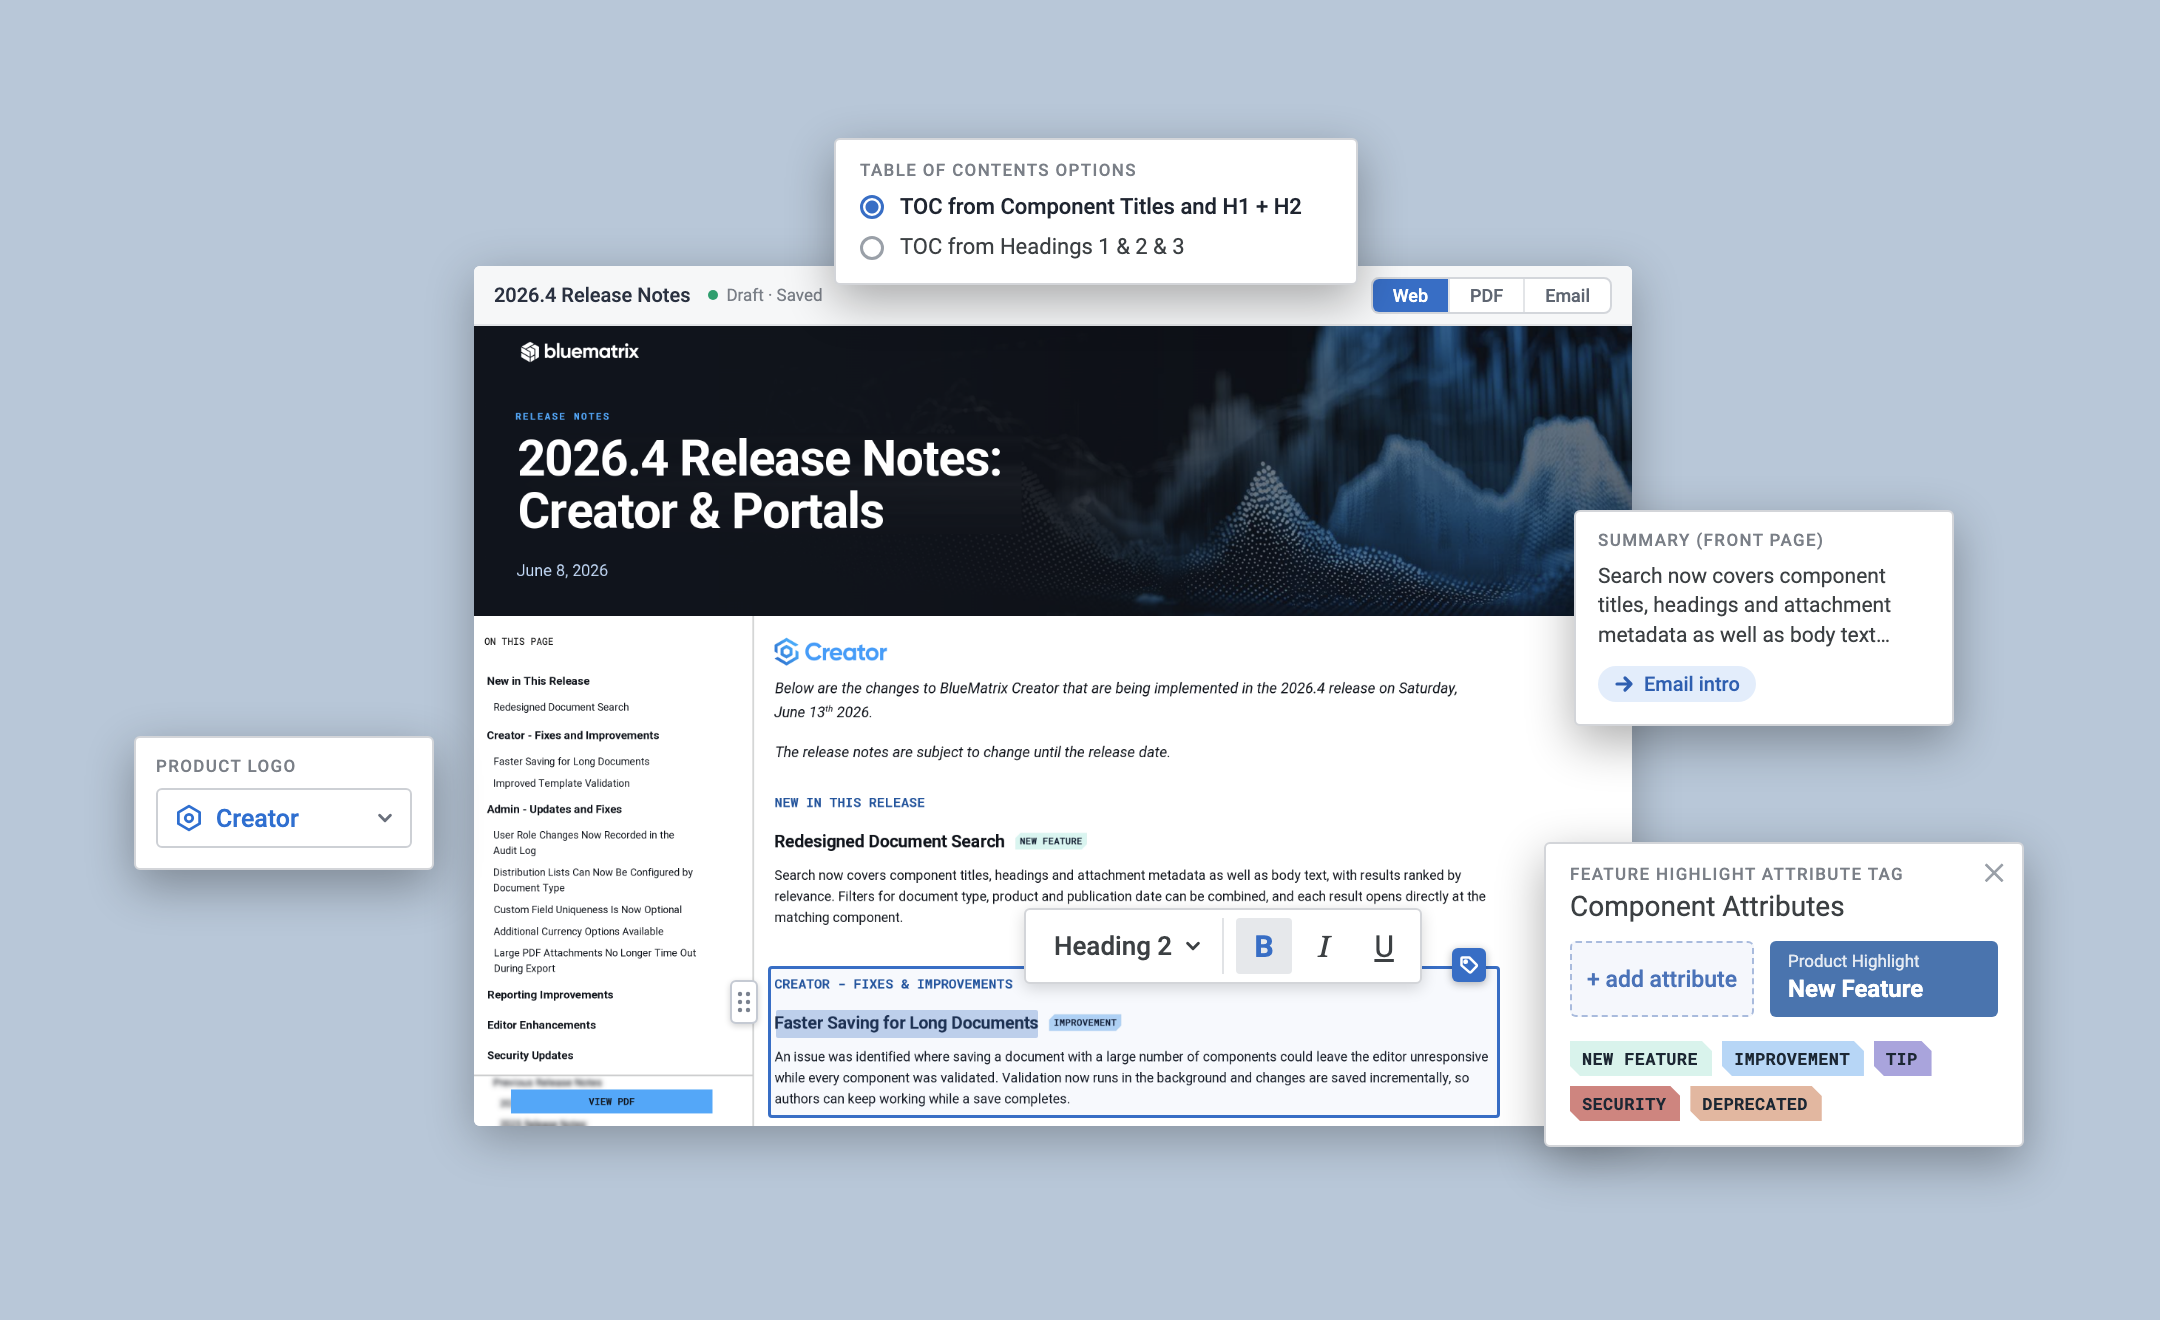 TABLE OF CONTENTS OPTIONS
TOC from Component Titles and H1 + H2
TOC from Headings 1 & 2 & 3
2026.4 Release Notes
Draft · Saved
Web
PDF
Email
bluematrix
RELEASE NOTES
2026.4 Release Notes:
Creator & Portals
June 8, 2026
SUMMARY (FRONT PAGE)
Search now covers component
titles, headings and attachment
metadata as well as body text...
→ Email intro
PRODUCT LOGO
Creator
ON THIS PAGE
New in This Release
Redesigned Document Search
Creator - Fixes and Improvements
Faster Saving for Long Documents
Improved Template Validation
Admin - Updates and Fixes
User Role Changes Now Recorded in the
Audit Log
Distribution Lists Can Now Be Configured by
Document Type
Custom Field Uniqueness Is Now Optional
Additional Currency Options Available
Large PDF Attachments No Longer Time Out
During Export
Reporting Improvements
Editor Enhancements
Security Updates
Previous Release Notes
VIEW PDF
Release Notes
Creator
Below are the changes to BlueMatrix Creator that are being implemented in the 2026.4 release on Saturday,
June 13th 2026.
The release notes are subject to change until the release date.
NEW IN THIS RELEASE
Redesigned Document Search
NEW FEATURE
Search now covers component titles, headings and attachment metadata as well as body text, with results ranked by
relevance. Filters for document type, product and publication date can be combined, and each result opens directly at the
matching component.
Heading 2
B
I
U
CREATOR - FIXES & IMPROVEMENTS
Faster Saving for Long Documents
IMPROVEMENT
An issue was identified where saving a document with a large number of components could leave the editor unresponsive
while every component was validated. Validation now runs in the background and changes are saved incrementally, so
authors can keep working while a save completes.
FEATURE HIGHLIGHT ATTRIBUTE TAG
Component Attributes
+ add attribute
Product Highlight
New Feature
NEW FEATURE
IMPROVEMENT
TIP
SECURITY
DEPRECATED